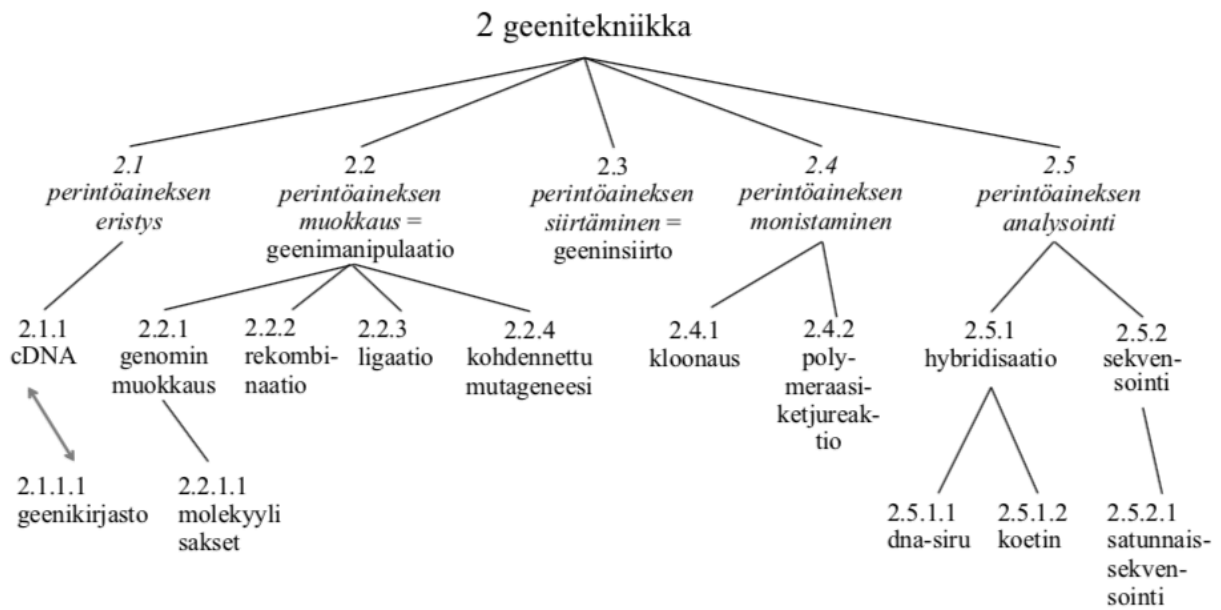 2 geenitekniikka
2.1
perintöaineksen
eristys
2.2
perintöaineksen
muokkaus =
geenimanipulaatio
2.3
perintöaineksen
siirtäminen =
geeninsiirto
2.4
perintöaineksen
monistaminen
2.5
perintöaineksen
analysointi
2.1.1
cDNA
2.2.1
genomin
muokkaus
2.2.2
rekombi-
naatio
2.2.3
ligaatio
2.2.4
kohdennettu
mutageneesi
2.4.1
kloonaus
2.4.2
poly-
meraasi-
ketjureak-
tio
2.5.1
hybridisaatio
2.5.2
sekven-
sointi
2.1.1.1
geenikirjasto
2.2.1.1
molekyyli
sakset
2.5.1.1
dna-siru
2.5.1.2
koetin
2.5.2.1
satunnais-
sekven-
sointi